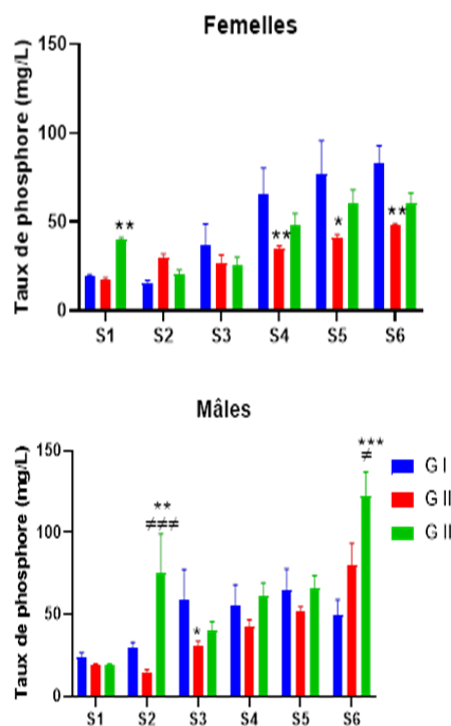 Femelles
Taux de phosphore (mg/L)
150
**
100
50
**
*
**
0
S1 S2 S3 S4 S5 S6
Mâles
Taux de phosphore (mg/L)
150
**
≠≠≠
***
≠
100
*
50
0
S1 S2 S3 S4 S5 S6
G I
G II
G II